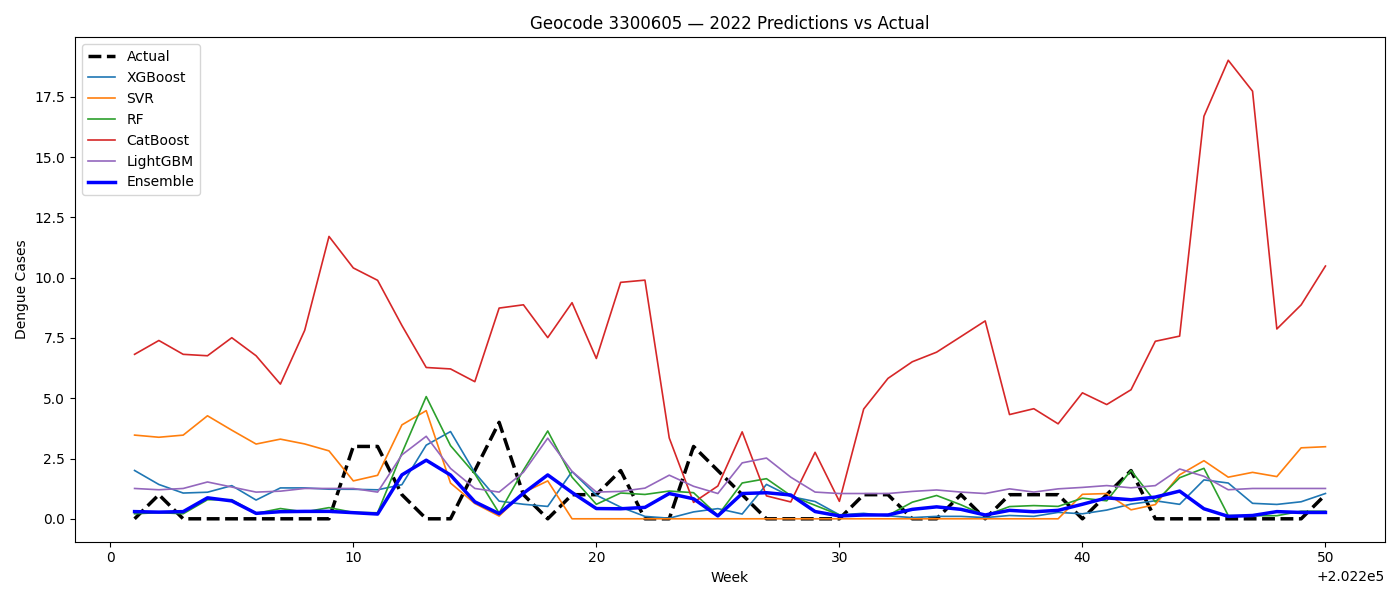 Geocode 3300605 — 2022 Predictions vs Actual
Actual
XGBoost
SVR
RF
CatBoost
LightGBM
Ensemble
Dengue Cases
17.5
15.0
12.5
10.0
7.5
5.0
2.5
0.0
0 10 20 30 40 50
Week
+2.022e5